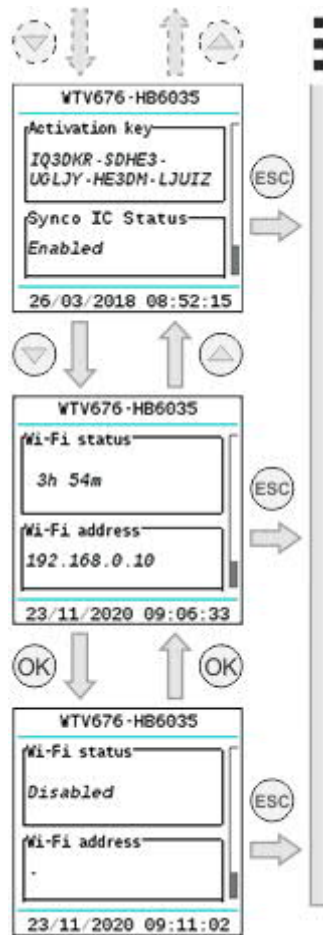 WTV676-HB6035
Activation key
IQ3DKR-SDHE3-
UGLJY-HE3DM-LJUIZ
ESC
Synco IC Status
Enabled
26/03/2018 08:52:15
WTV676-HB6035
Wi-Fi status
3h 54m
ESC
Wi-Fi address
192.168.0.10
23/11/2020 09:06:33
OK OK
WTV676-HB6035
Wi-Fi status
Disabled
ESC
Wi-Fi address
-
23/11/2020 09:11:02